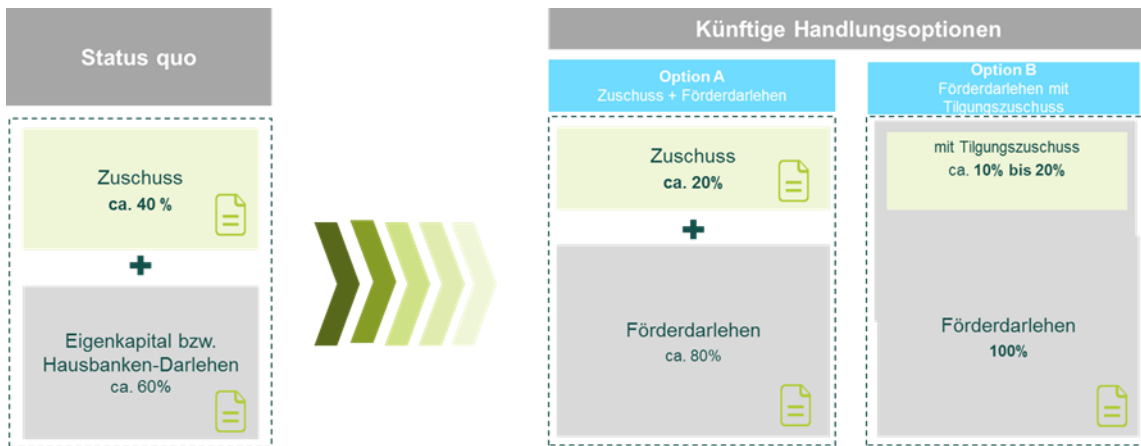 Status quo
Zuschuss
ca. 40 %
+
Eigenkapital bzw.
Hausbanken-Darlehen
ca. 60%
Künftige Handlungsoptionen
Option A
Zuschuss + Förderdarlehen
Zuschuss
ca. 20%
+
Förderdarlehen
ca. 80%
Option B
Förderdarlehen mit
Tilgungszuschuss
mit Tilgungszuschuss
ca. 10% bis 20%
Förderdarlehen
100%